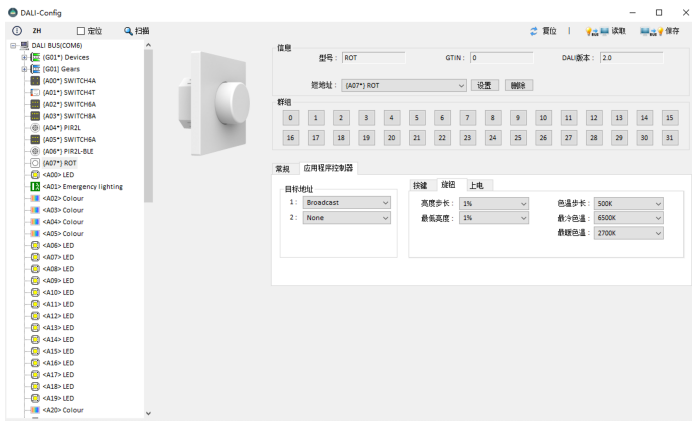 DALI-Config
ZH 定位 扫描 复位 读取 保存
DALI BUS(COM6)
{G01*} Devices
{G01} Gears
{A00*} SWITCH4A
{A01*} SWITCH4T
{A02*} SWITCH6A
{A03*} SWITCH8A
{A04*} PIR2L
{A05*} SWITCH6A
{A06*} PIR2L-BLE
{A07*} ROT
<A00> LED
<A01> Emergency lighting
<A02> Colour
<A03> Colour
<A04> Colour
<A05> Colour
<A06> LED
<A07> LED
<A08> LED
<A09> LED
<A10> LED
<A11> LED
<A12> LED
<A13> LED
<A14> LED
<A15> LED
<A16> LED
<A17> LED
<A18> LED
<A19> LED
<A20> Colour
信息
型号: ROT GTIN: 0 DALI版本: 2.0
短地址: {A07*} ROT 设置 删除
群组
0 1 2 3 4 5 6 7 8 9 10 11 12 13 14 15
16 17 18 19 20 21 22 23 24 25 26 27 28 29 30 31
常规 应用程序控制器
目标地址
1: Broadcast
2: None
按键 旋钮 上电
亮度步长: 1% 色温步长: 500K
最低亮度: 1% 最冷色温: 6500K
最暖色温: 2700K